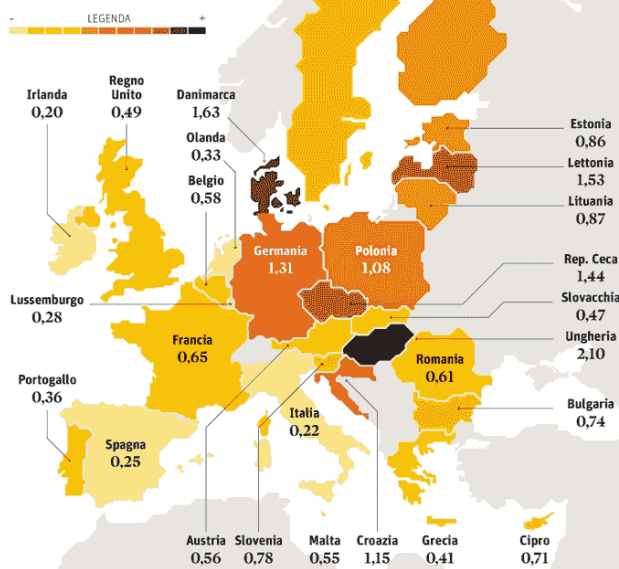 - LEGENDA +
Irlanda
0,20
Regno
Unito
0,49
Danimarca
1,63
Olanda
0,33
Belgio
0,58
Estonia
0,86
Lettonia
1,53
Lituania
0,87
Germania
1,31
Polonia
1,08
Rep. Ceca
1,44
Slovacchia
0,47
Ungheria
2,10
Lussemburgo
0,28
Francia
0,65
Romania
0,61
Portogallo
0,36
Spagna
0,25
Italia
0,22
Bulgaria
0,74
Austria
0,56
Slovenia
0,78
Malta
0,55
Croazia
1,15
Grecia
0,41
Cipro
0,71